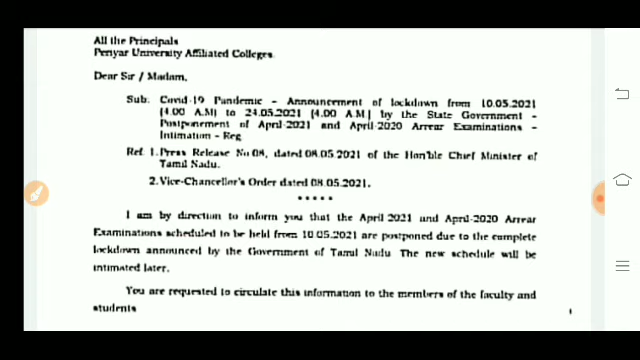 All the Principals
Periyar University Affiliated Colleges.
Dear Sir / Madam,
Sub. Covid-19 Pandemic – Announcement of lockdown from 10.05.2021
(4.00 A.M) to 24.05.2021 (4.00 A.M) by the State Government –
Postponement of April-2021 and April-2020 Arrear Examinations –
Intimation – Reg
Ref. 1. Press Release No 08, dated 08.05.2021 of the Hon'ble Chief Minister of
Tamil Nadu.
2. Vice-Chancellor's Order dated 08.05.2021.
*****
I am by direction to inform you that the April 2021 and April-2020 Arrear
Examinations scheduled to be held from 10.05.2021 are postponed due to the complete
lockdown announced by the Government of Tamil Nadu The new schedule will be
intimated later.
You are requested to circulate this information to the members of the faculty and
students